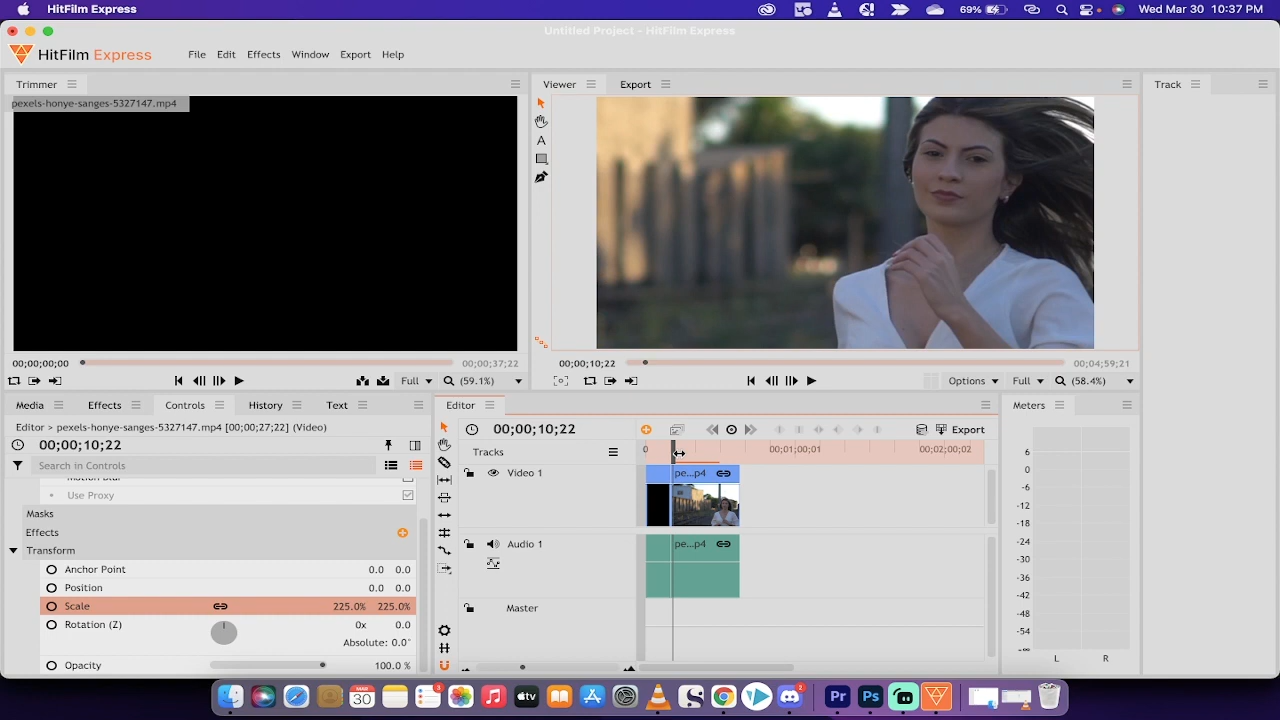 69% Wed Mar 30 10:37 PM
Untitled Project - HitFilm Express
HitFilm Express File Edit Effects Window Export Help
Trimmer Viewer Export Track
pexels-honye-sanges-5327147.mp4
A
00;00;00;00 00;00;37;22 00;00;10;22 00;04;59;21
Full (59.1%) Options Full (58.4%)
Media Effects Controls History Text Editor Meters
Editor > pexels-honye-sanges-5327147.mp4 [00;00;27;22] (Video)
00;00;10;22
00;00;10;22 Export
Search in Controls
Tracks 0 00;01;00;01 00;02;00;02
Use Proxy
Masks
Effects
Transform
Anchor Point 0.0 0.0
Position 0.0 0.0
Scale 225.0% 225.0%
Rotation (Z) 0x 0.0
Absolute: 0.0°
Opacity 100.0 %
Video 1 pe...p4
Audio 1 pe...p4
Master
6
0
-6
-12
-18
-24
-30
-36
-42
-48
-54
-∞
L R
MAR
30
3
tv
S
2
Pr Ps